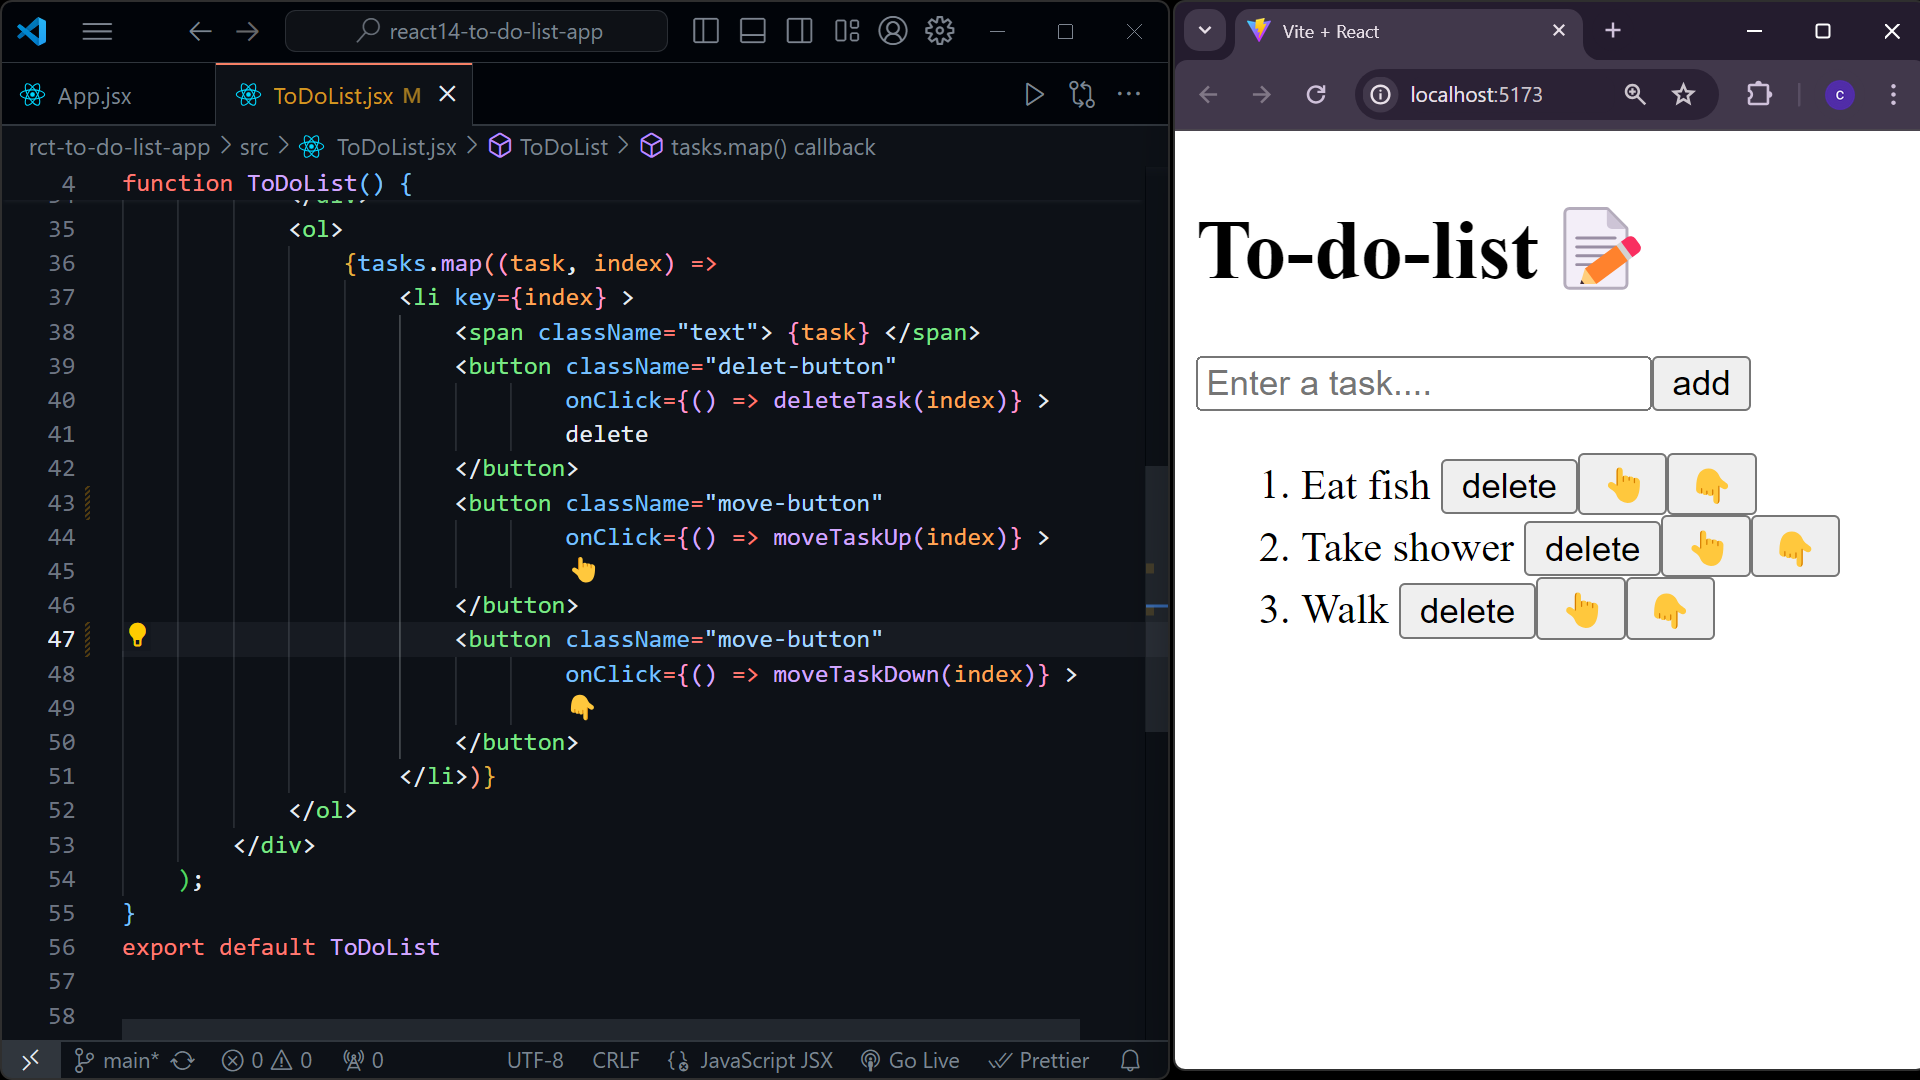 react14-to-do-list-app
App.jsx
ToDoList.jsx M
rct-to-do-list-app > src > ToDoList.jsx > ToDoList > tasks.map() callback
4 function ToDoList() {
34 </div>
35 <ol>
36 {tasks.map((task, index) =>
37 <li key={index} >
38 <span className="text"> {task} </span>
39 <button className="delet-button"
40 onClick={() => deleteTask(index)} >
41 delete
42 </button>
43 <button className="move-button"
44 onClick={() => moveTaskUp(index)} >
45 👆
46 </button>
47 <button className="move-button"
48 onClick={() => moveTaskDown(index)} >
49 👇
50 </button>
51 </li>)}
52 </ol>
53 </div>
54 );
55 }
56 export default ToDoList
57
58
main* 0 0 0 UTF-8 CRLF JavaScript JSX Go Live Prettier
Vite + React
localhost:5173 c
To-do-list 📝
Enter a task.... add
1. Eat fish delete 👆 👇
2. Take shower delete 👆 👇
3. Walk delete 👆 👇